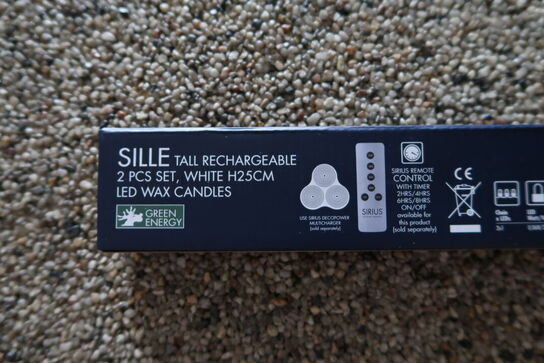 SILLE TALL RECHARGEABLE
2 PCS SET, WHITE H25CM
LED WAX CANDLES
GREEN
ENERGY
USE SIRIUS DECOPOWER
MULTICHARGER
(sold separately)
SIRIUS
SIRIUS REMOTE
CONTROL
WITH TIMER
2HRS/4HRS
6HRS/8HRS
ON/OFF
available for
this product
(sold separately)
CE